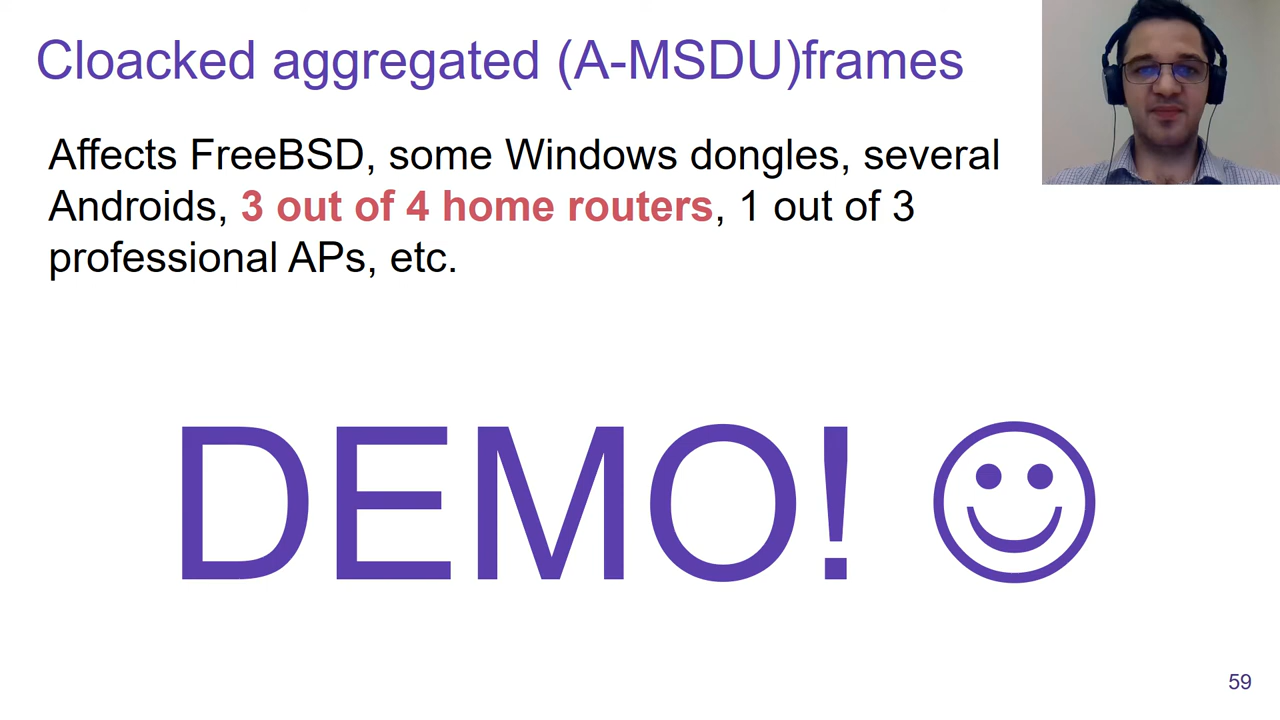 Cloacked aggregated (A-MSDU)frames
Affects FreeBSD, some Windows dongles, several
Androids, 3 out of 4 home routers, 1 out of 3
professional APs, etc.
DEMO! ☺
59